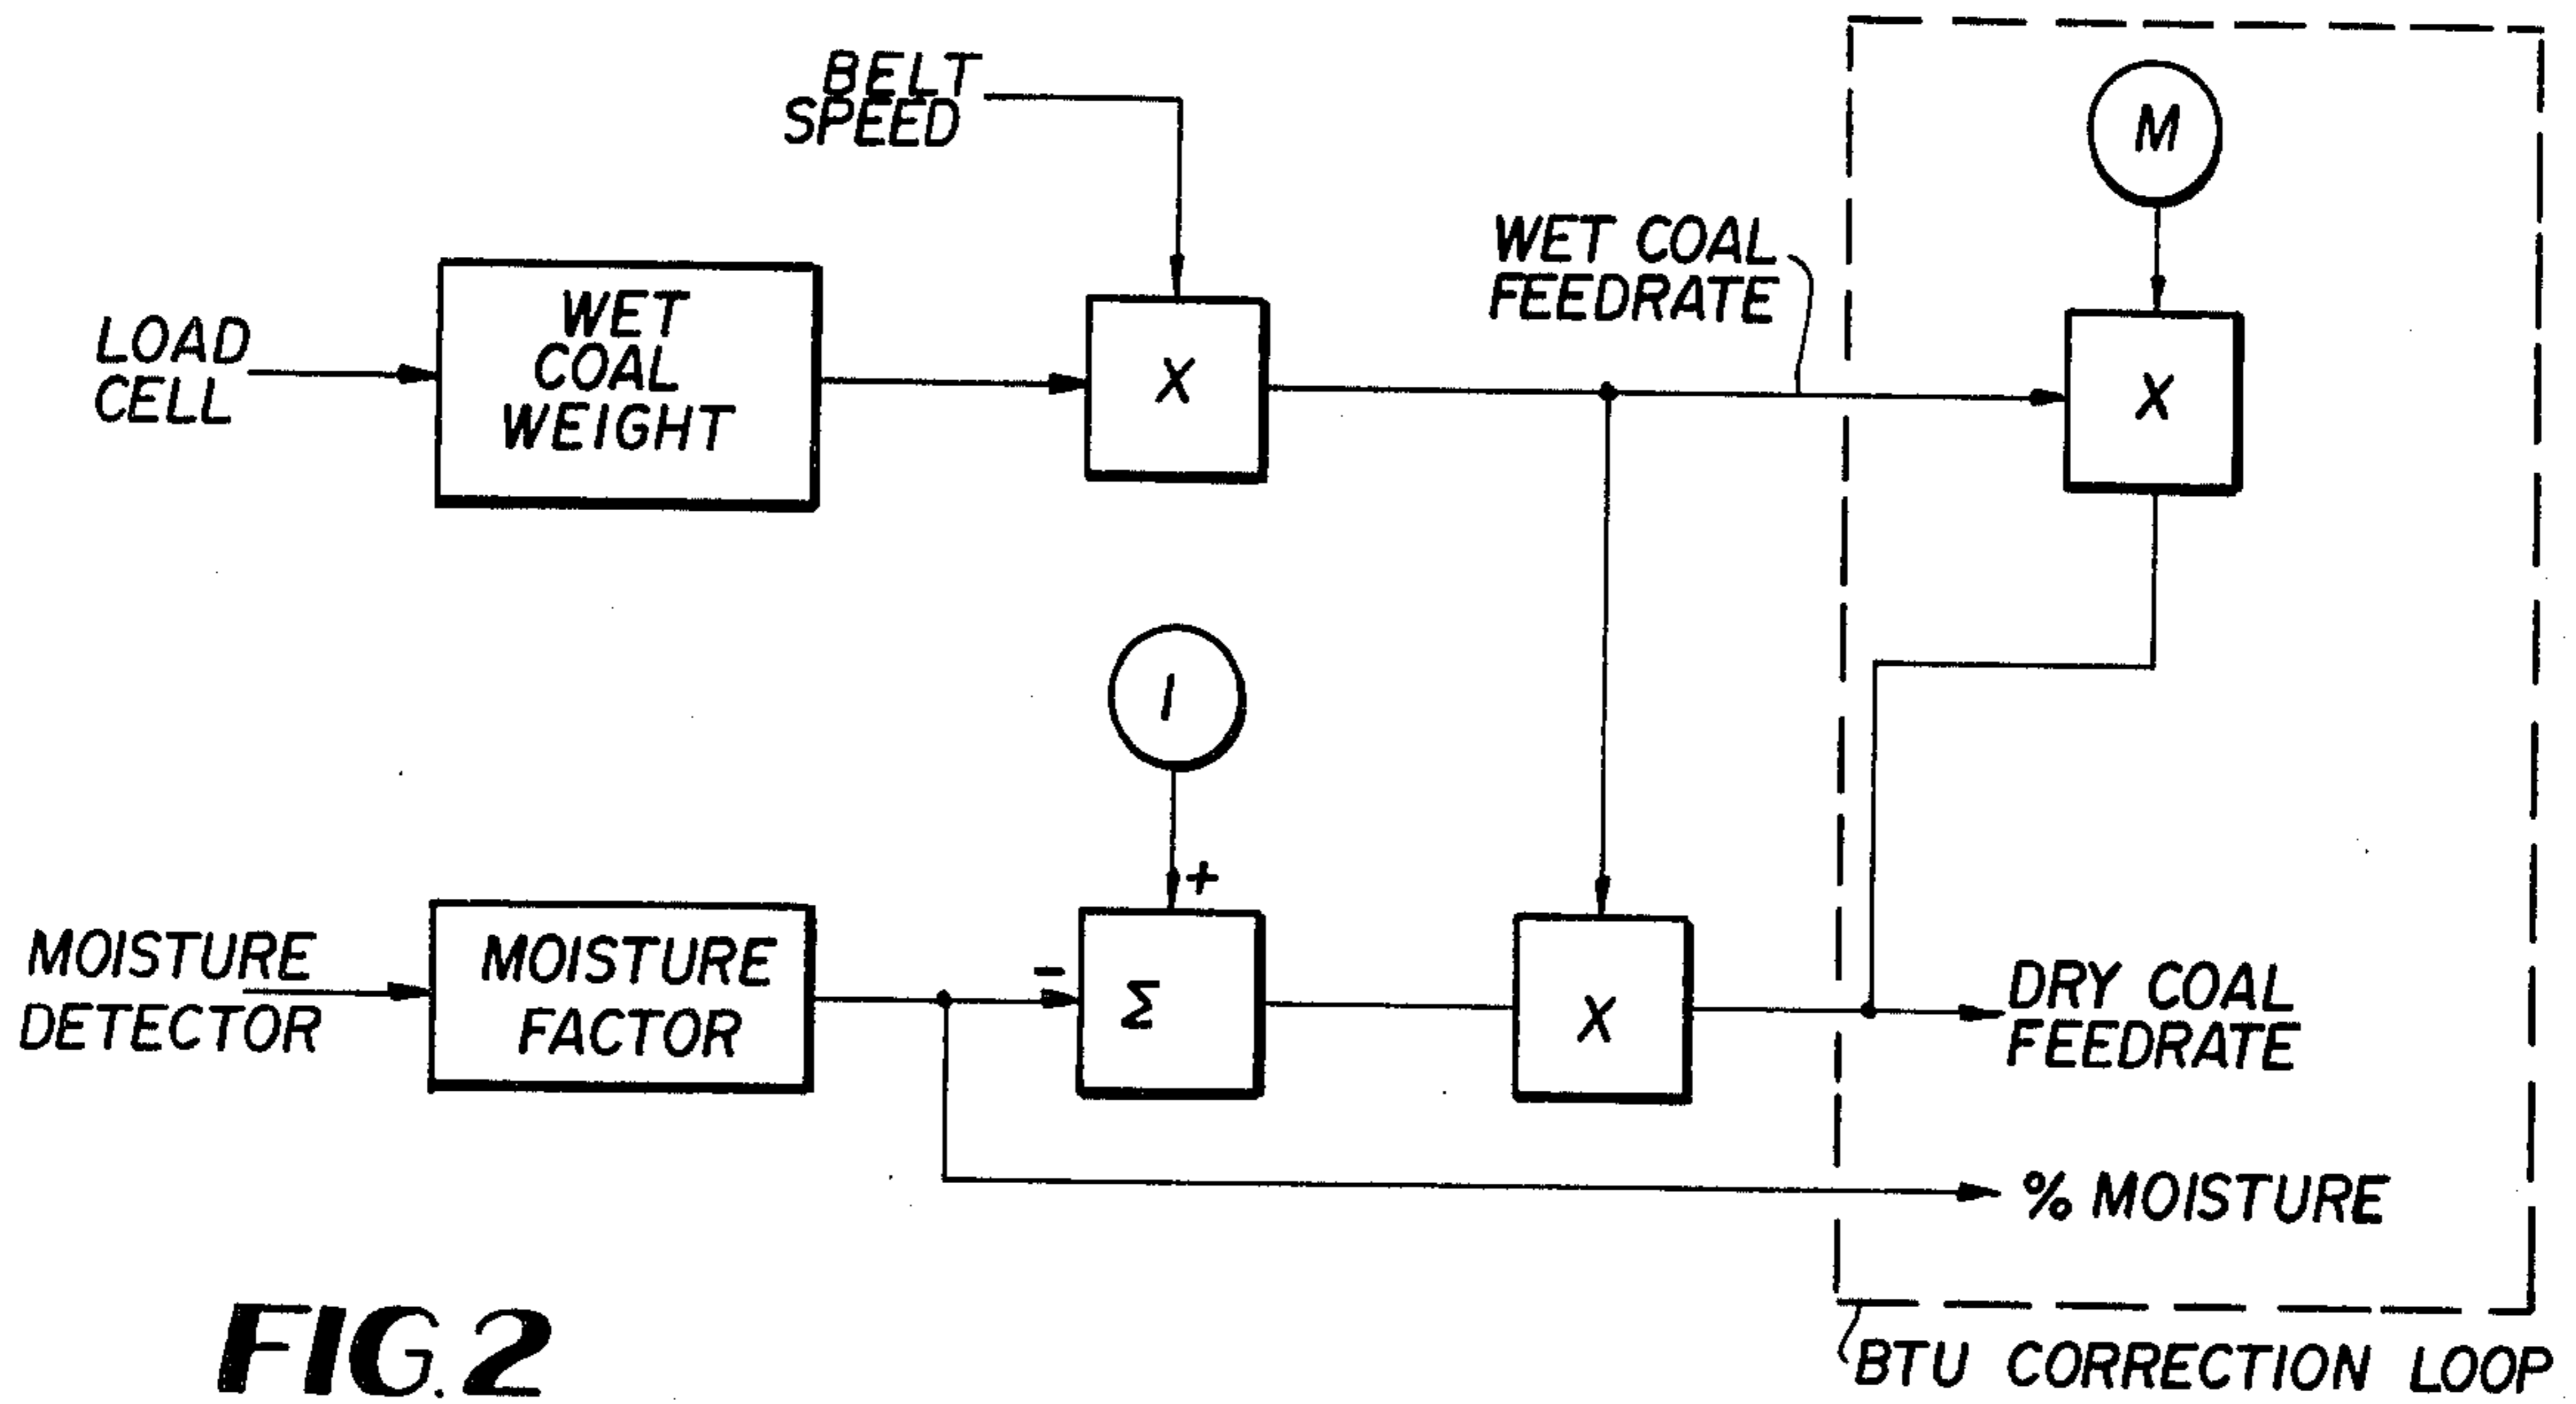 BELT
SPEED
M
WET COAL
FEEDRATE
LOAD
CELL
WET
COAL
WEIGHT
X
X
1
+
MOISTURE
DETECTOR
MOISTURE
FACTOR
-
Σ
X
DRY COAL
FEEDRATE
% MOISTURE
FIG. 2
BTU CORRECTION LOOP